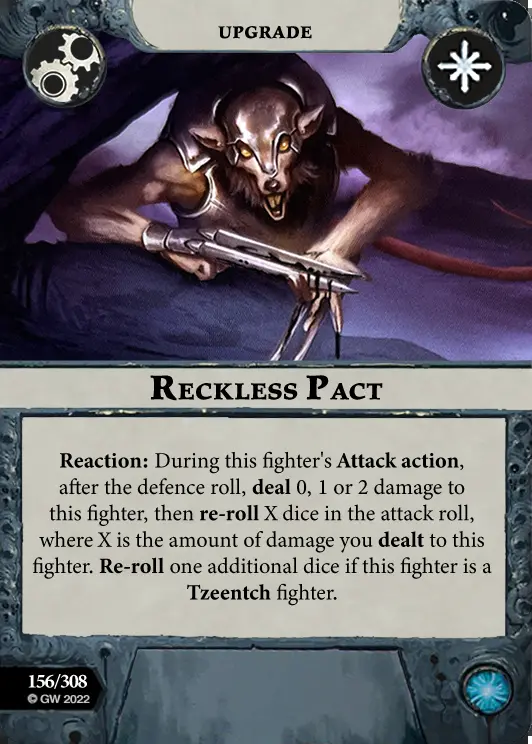 UPGRADE
RECKLESS PACT
Reaction: During this fighter's Attack action,
after the defence roll, deal 0, 1 or 2 damage to
this fighter, then re-roll X dice in the attack roll,
where X is the amount of damage you dealt to this
fighter. Re-roll one additional dice if this fighter is a
Tzeentch fighter.
156/308
© GW 2022